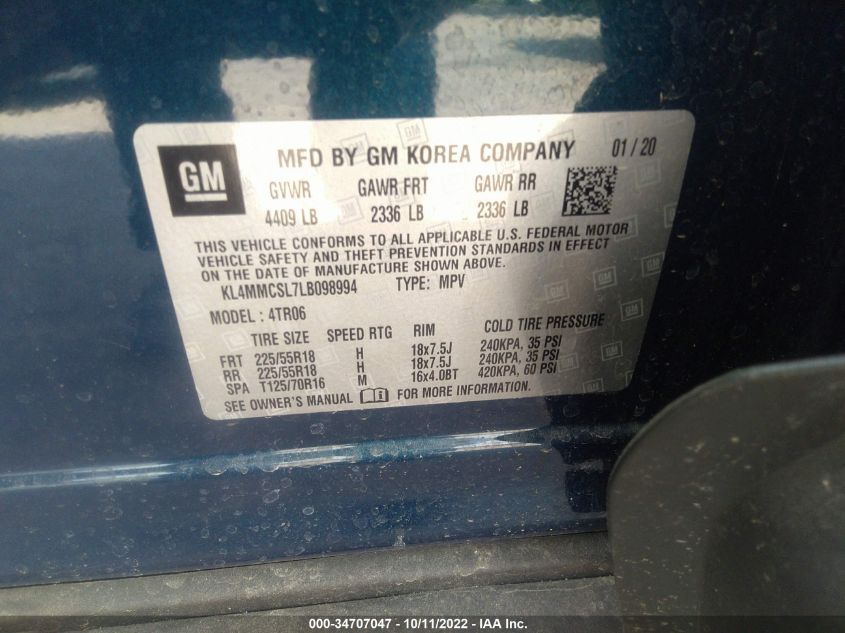 GM
MFD BY GM KOREA COMPANY 01 / 20
GVWR GAWR FRT GAWR RR
4409 LB 2336 LB 2336 LB
THIS VEHICLE CONFORMS TO ALL APPLICABLE U.S. FEDERAL MOTOR
VEHICLE SAFETY AND THEFT PREVENTION STANDARDS IN EFFECT
ON THE DATE OF MANUFACTURE SHOWN ABOVE.
KL4MMCSL7LB098994 TYPE: MPV
MODEL : 4TR06
TIRE SIZE SPEED RTG RIM COLD TIRE PRESSURE
FRT 225/55R18 H 18x7.5J 240KPA, 35 PSI
RR 225/55R18 H 18x7.5J 240KPA, 35 PSI
SPA T125/70R16 M 16x4.0BT 420KPA, 60 PSI
SEE OWNER'S MANUAL FOR MORE INFORMATION.
000-34707047 - 10/11/2022 - IAA Inc.